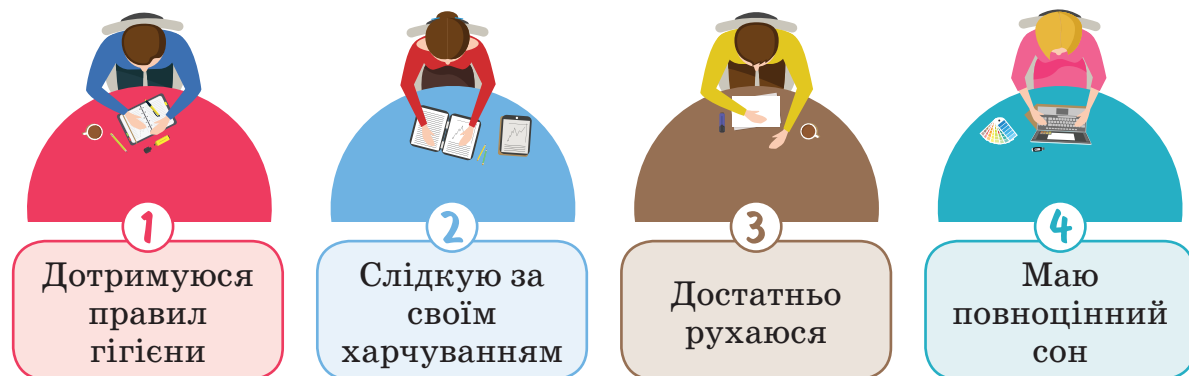 1
Дотримуюся
правил
гігієни
2
Слідкую за
своїм
харчуванням
3
Достатньо
рухаюся
4
Маю
повноцінний
сон